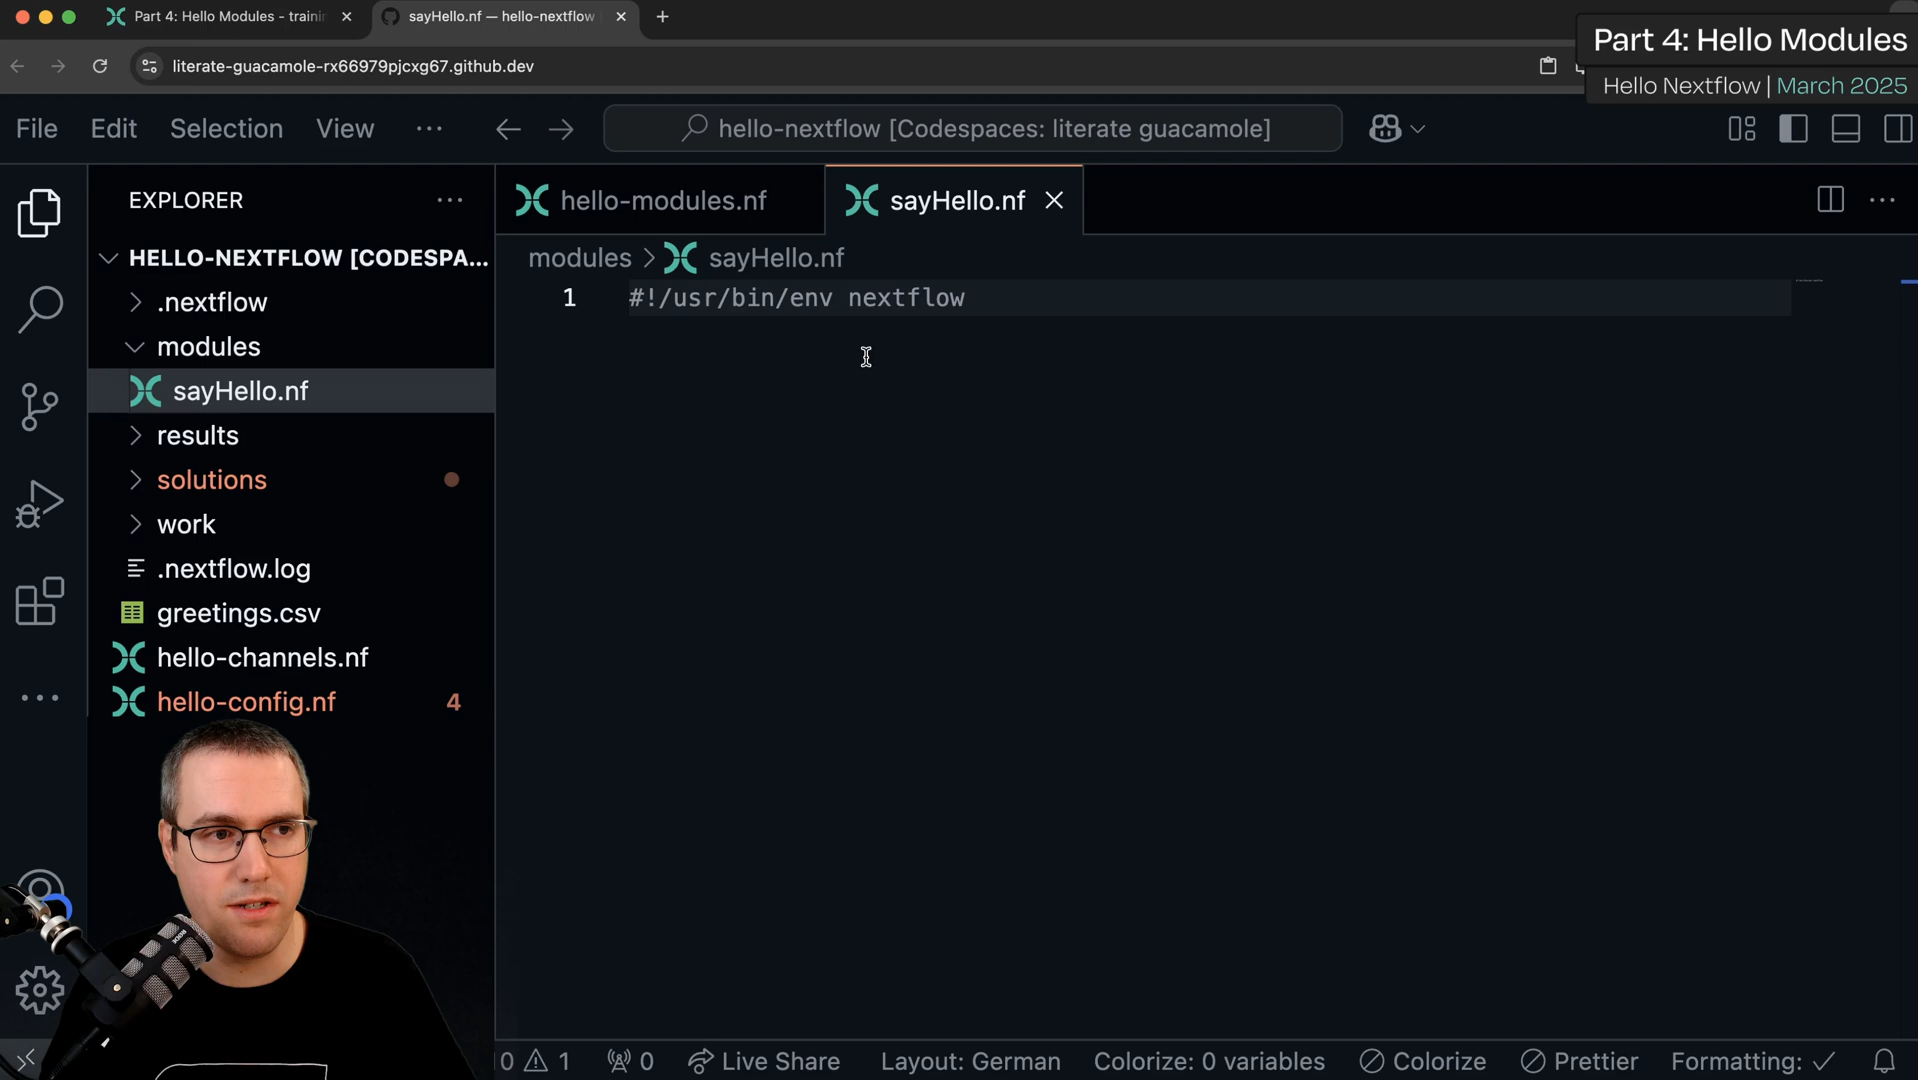 Part 4: Hello Modules - traini
sayHello.nf — hello-nextflow
Part 4: Hello Modules
literate-guacamole-rx66979pjcxg67.github.dev
Hello Nextflow | March 2025
File Edit Selection View
hello-nextflow [Codespaces: literate guacamole]
EXPLORER
hello-modules.nf
sayHello.nf
HELLO-NEXTFLOW [CODESPA...
modules > sayHello.nf
1 #!/usr/bin/env nextflow
.nextflow
modules
sayHello.nf
results
solutions
work
.nextflow.log
greetings.csv
hello-channels.nf
hello-config.nf 4
RØDE
0 1 0 Live Share Layout: German Colorize: 0 variables Colorize Prettier Formatting: ✓